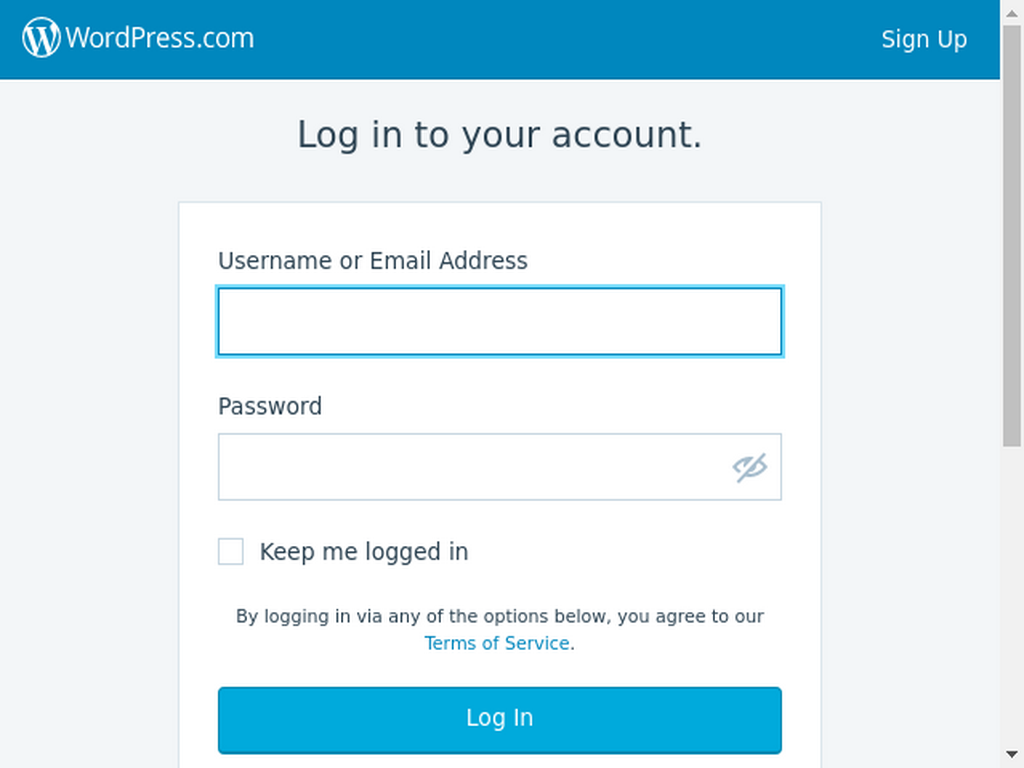 WordPress.com
Sign Up
Log in to your account.
Username or Email Address
Password
Keep me logged in
By logging in via any of the options below, you agree to our
Terms of Service.
Log In